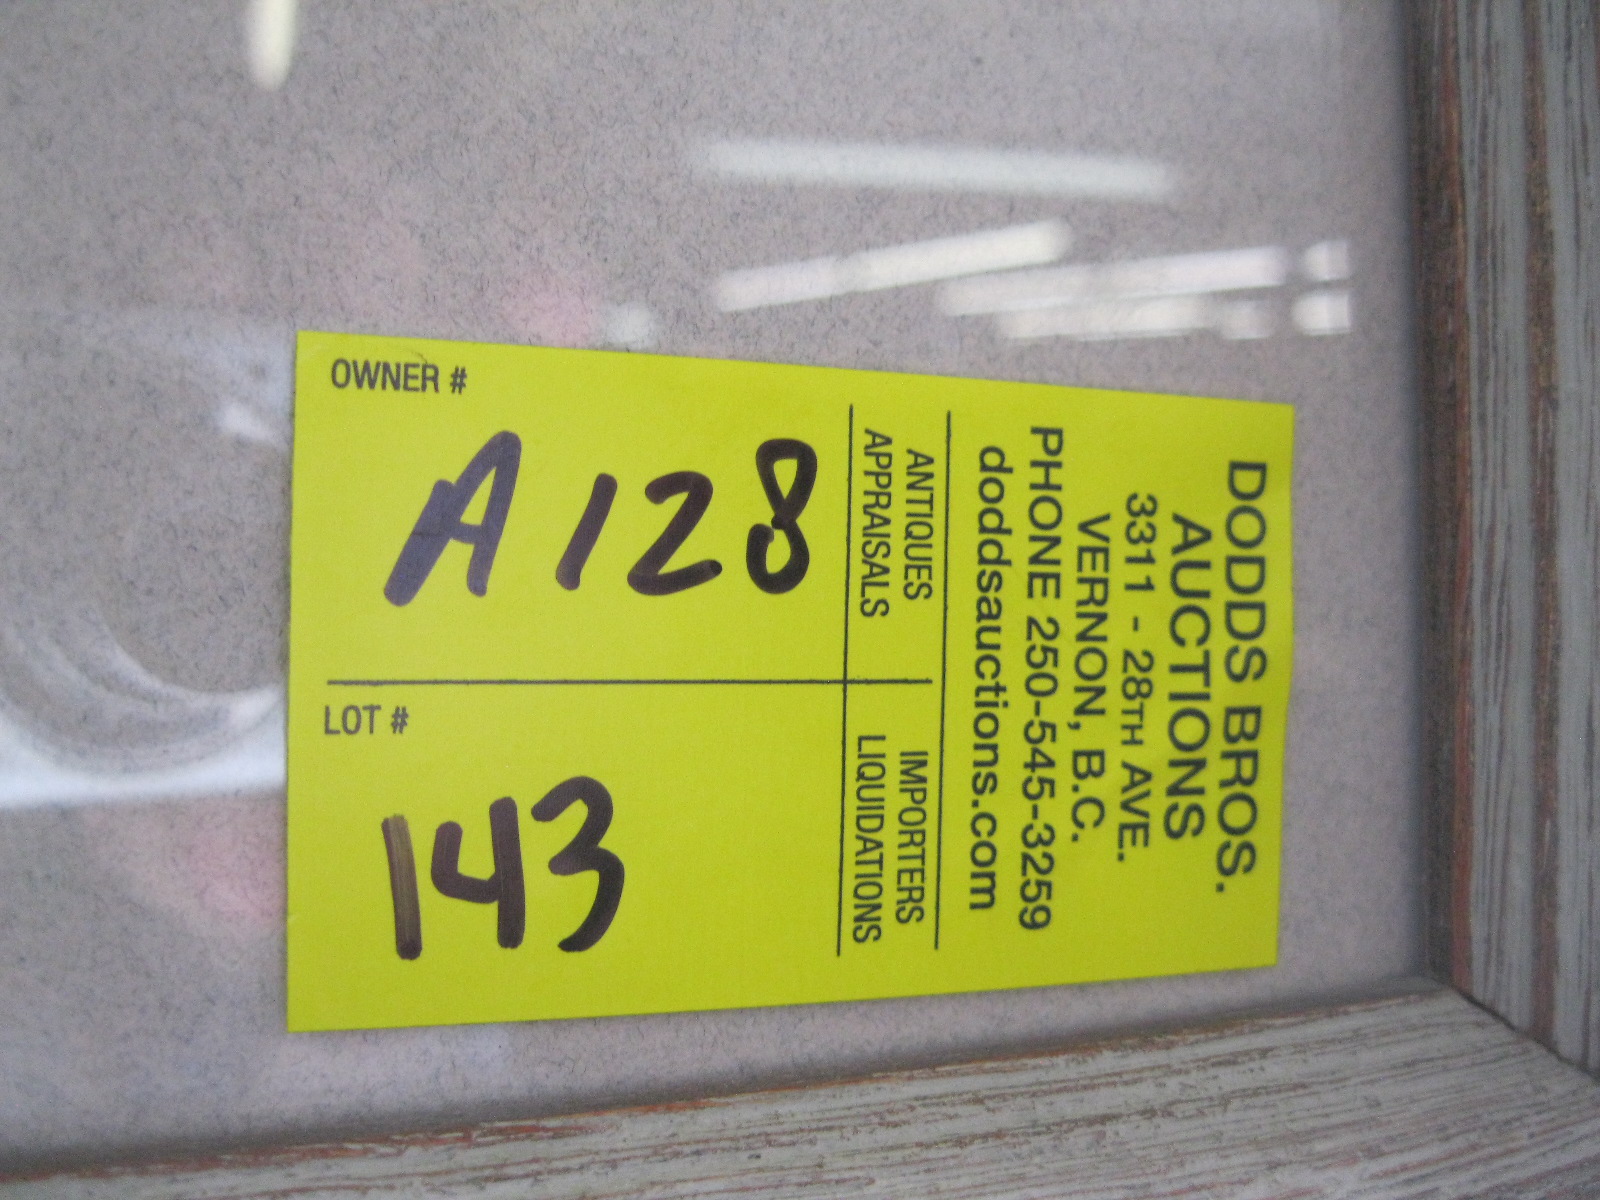 DODDS BROS.
AUCTIONS
3311 - 28TH AVE.
VERNON, B.C.
PHONE 250-545-3259
doddsauctions.com
ANTIQUES
APPRAISALS
IMPORTERS
LIQUIDATIONS
OWNER #
A128
LOT #
143